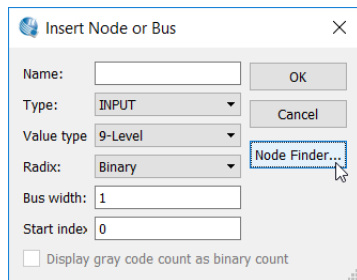 Insert Node or Bus
Name:
OK
Type: INPUT
Cancel
Value type 9-Level
Node Finder...
Radix: Binary
Bus width: 1
Start index 0
Display gray code count as binary count